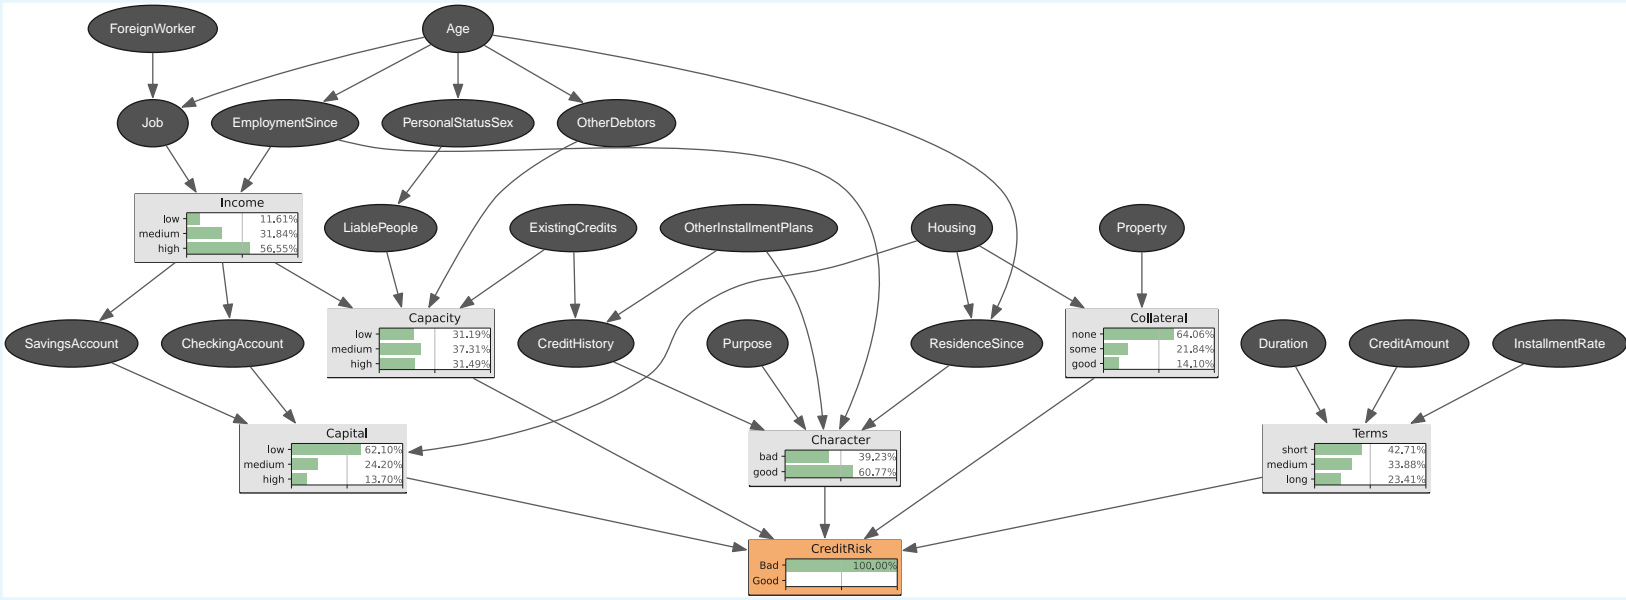 ForeignWorker
Age
Job
EmploymentSince
PersonalStatusSex
OtherDebtors
Income
low 11.61%
medium 31.84%
high 56.55%
LiablePeople
ExistingCredits
OtherInstallmentPlans
Housing
Property
SavingsAccount
CheckingAccount
Capacity
low 31.19%
medium 37.31%
high 31.49%
CreditHistory
Purpose
ResidenceSince
Collateral
none 64.06%
some 21.84%
good 14.10%
Duration
CreditAmount
InstallmentRate
Capital
low 62.10%
medium 24.20%
high 13.70%
Character
bad 39.23%
good 60.77%
Terms
short 42.71%
medium 33.88%
long 23.41%
CreditRisk
Bad 100.00%
Good